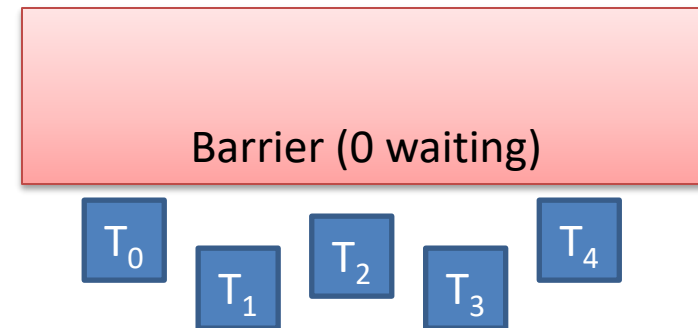 Barrier (0 waiting)
T₀
T₁
T₂
T₃
T₄